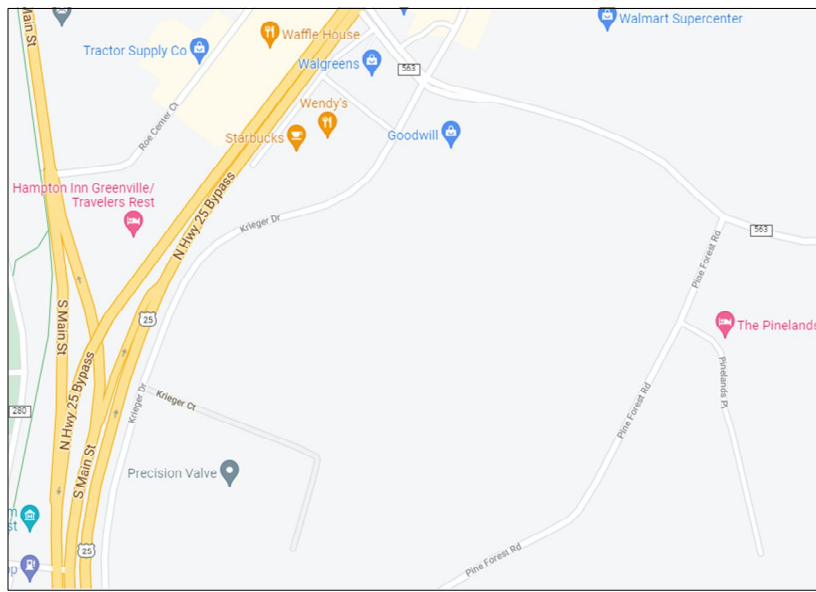 Main St
Walmart Supercenter
Waffle House
Tractor Supply Co
Walgreens
563
Wendy's
Starbucks
Goodwill
Roe Center Ct
Hampton Inn Greenville/
Travelers Rest
N Hwy 25 Bypass
Krieger Dr
563
Pine Forest Rd
S Main St
25
The Pinelands
N Hwy 25 Bypass
Pinelands Pl
Krieger Dr
Krieger Ct
Pine Forest Rd
280
S Main St
Precision Valve
m
st
25
Pine Forest Rd
op